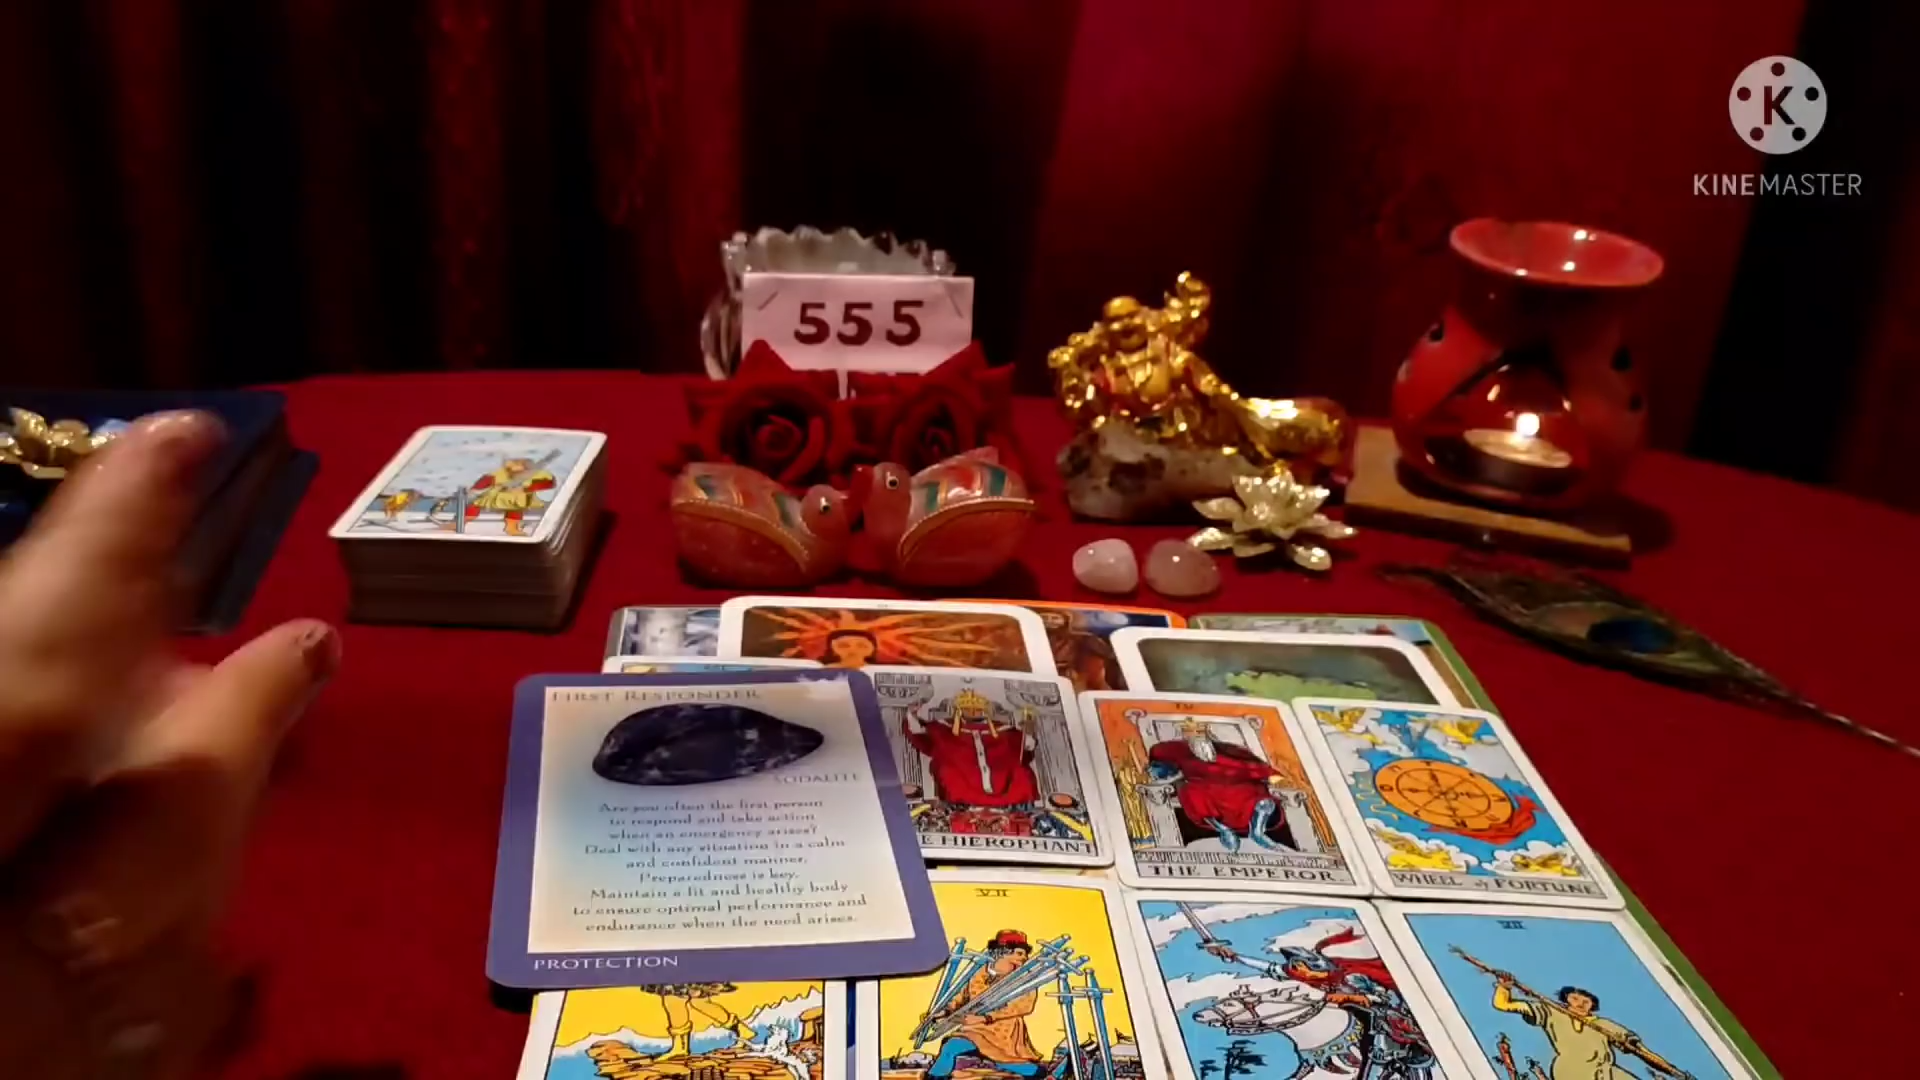 K
KINEMASTER
555
FIRST RESPONDER
SODALITE
Are you often the first person
to respond and take action
when an emergency arises?
Deal with any situation in a calm
and confident manner.
Preparedness is key.
Maintain a fit and healthy body
to ensure optimal performance and
endurance when the need arises.
PROTECTION
V
E HIEROPHANT
IV
THE EMPEROR.
WHEEL of FORTUNE
VII
VII